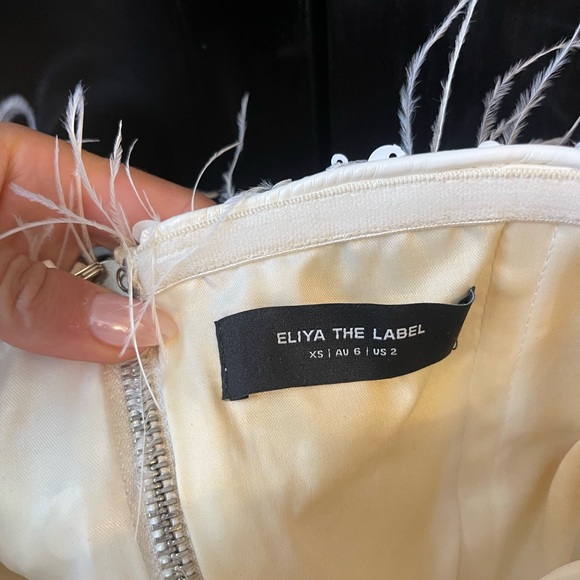 ELIYA THE LABEL
XS | AU 6 | US 2